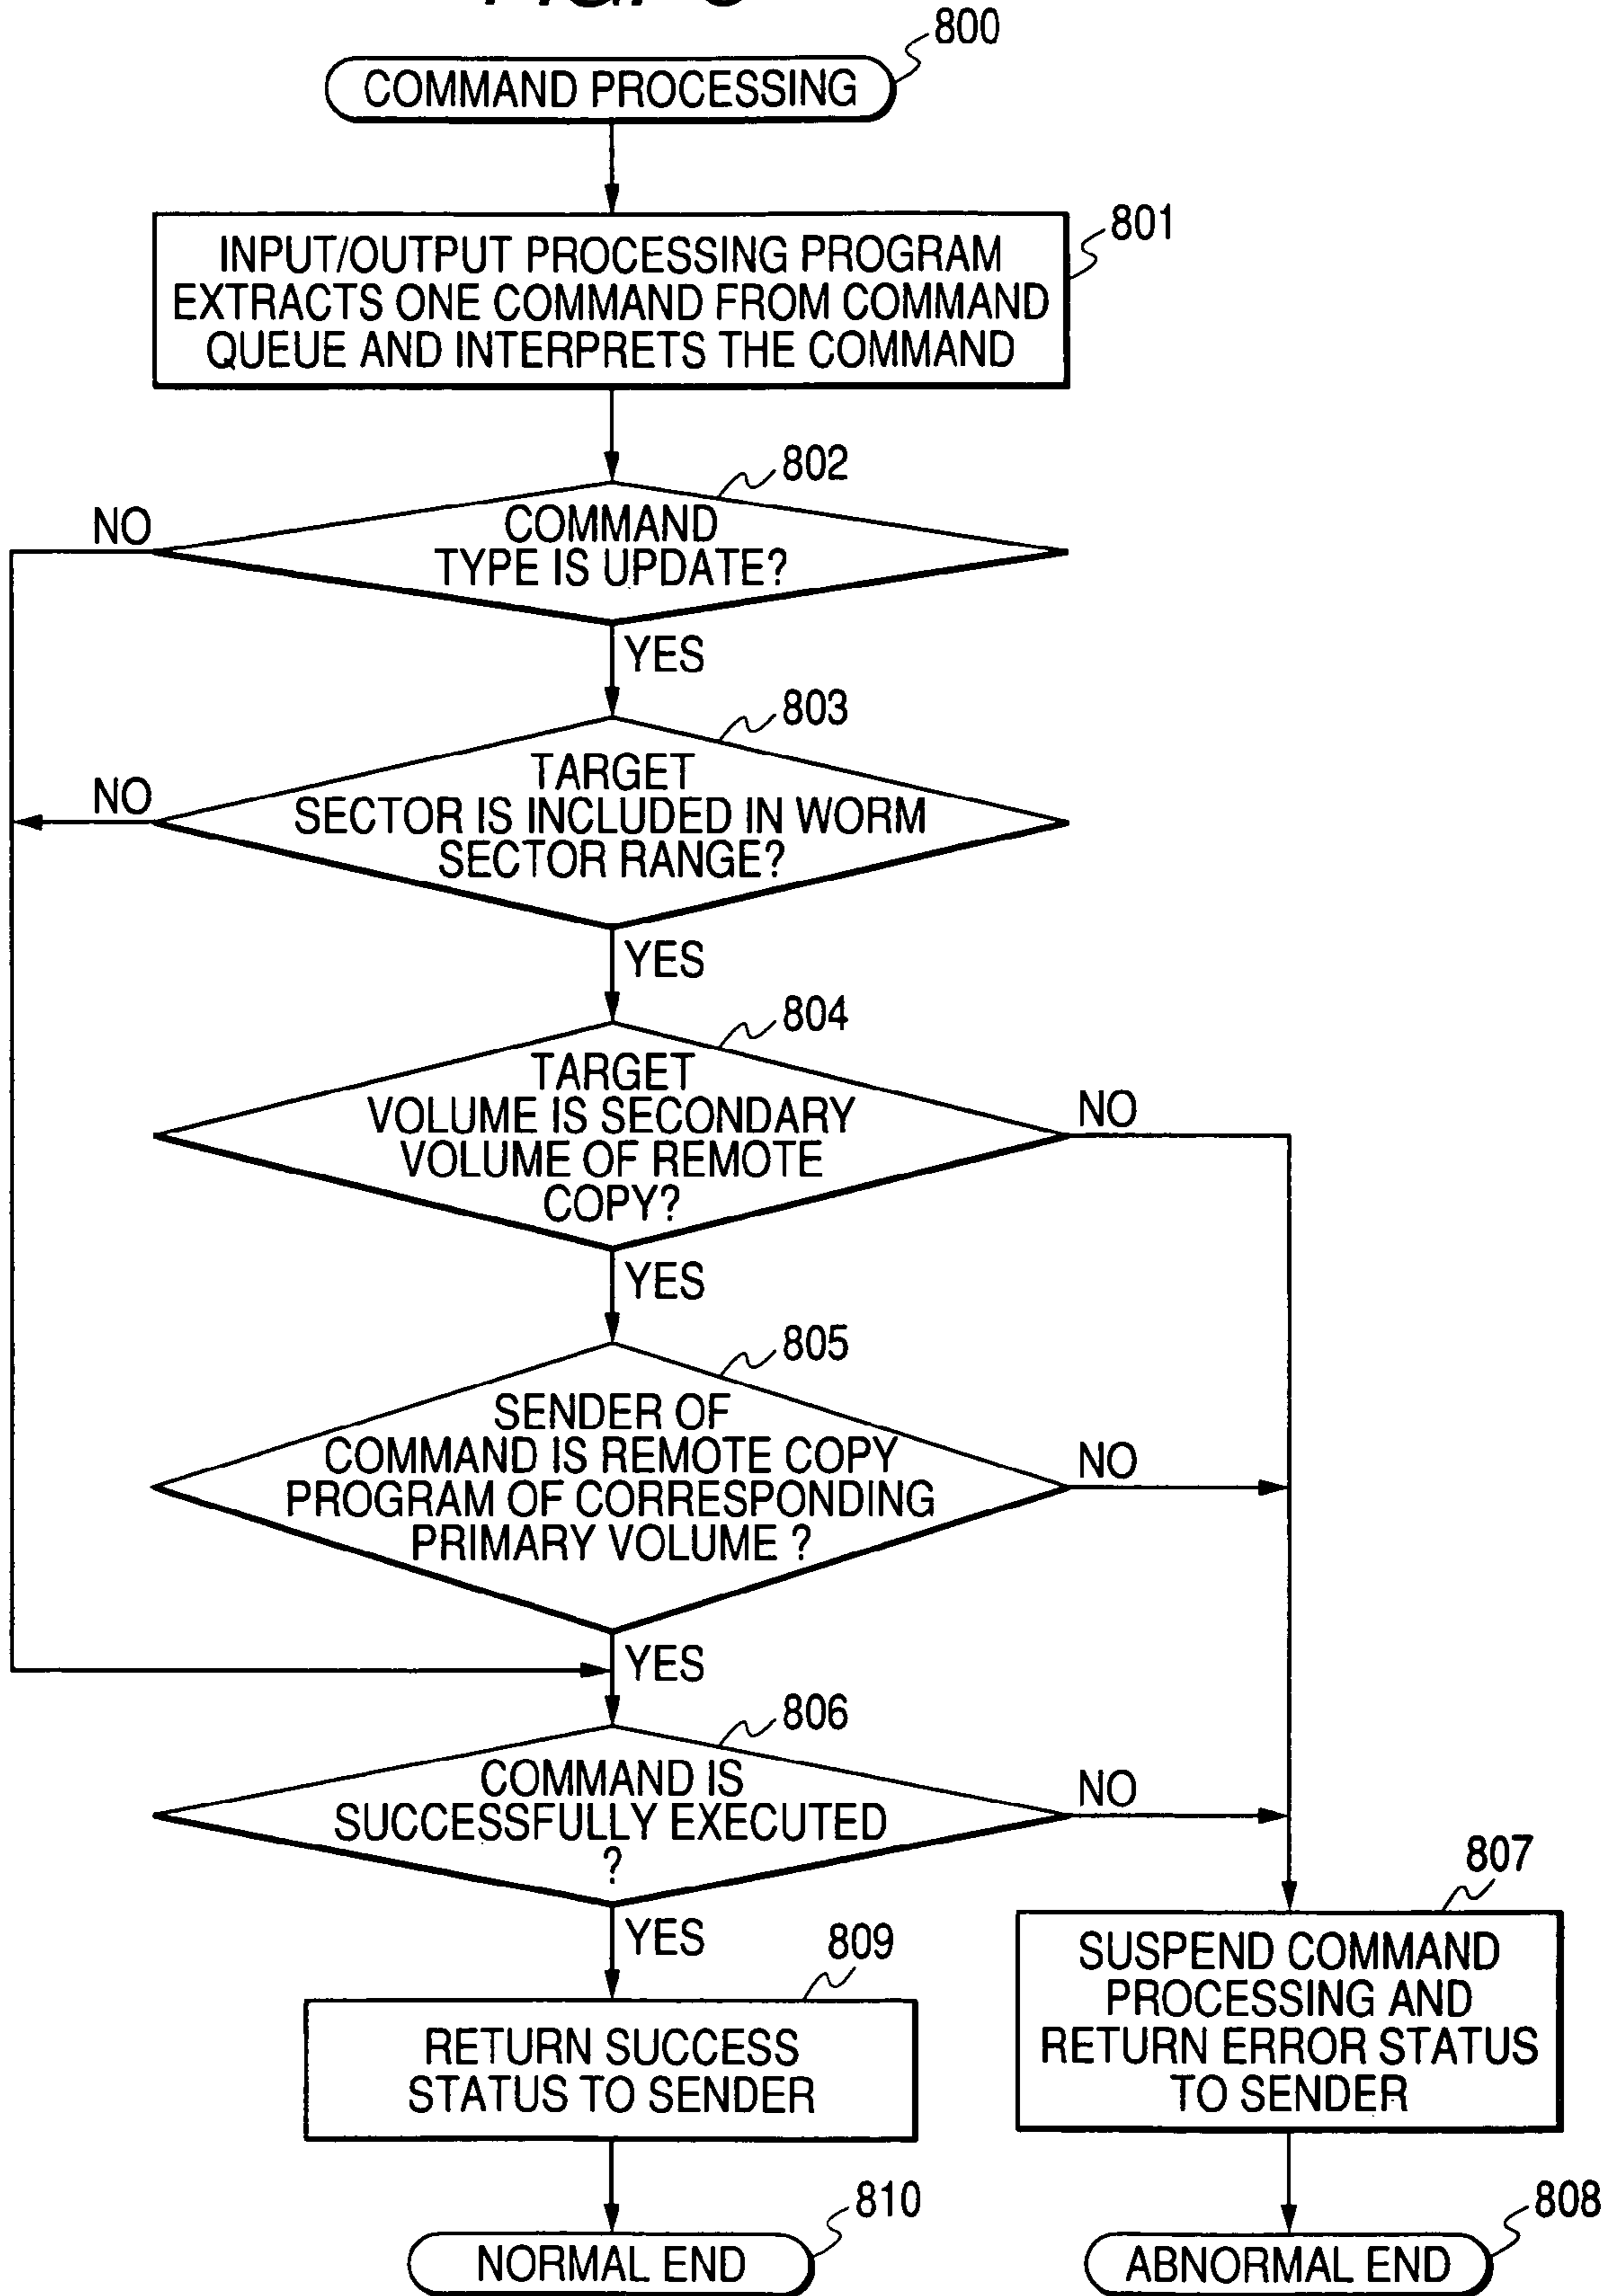 800
COMMAND PROCESSING
801
INPUT/OUTPUT PROCESSING PROGRAM
EXTRACTS ONE COMMAND FROM COMMAND
QUEUE AND INTERPRETS THE COMMAND
802
NO
COMMAND
TYPE IS UPDATE?
YES
803
NO
TARGET
SECTOR IS INCLUDED IN WORM
SECTOR RANGE?
YES
804
TARGET
VOLUME IS SECONDARY
VOLUME OF REMOTE
COPY?
NO
YES
805
SENDER OF
COMMAND IS REMOTE COPY
PROGRAM OF CORRESPONDING
PRIMARY VOLUME ?
NO
YES
806
COMMAND IS
SUCCESSFULLY EXECUTED
?
NO
YES
807
SUSPEND COMMAND
PROCESSING AND
RETURN ERROR STATUS
TO SENDER
809
RETURN SUCCESS
STATUS TO SENDER
810
NORMAL END
808
ABNORMAL END